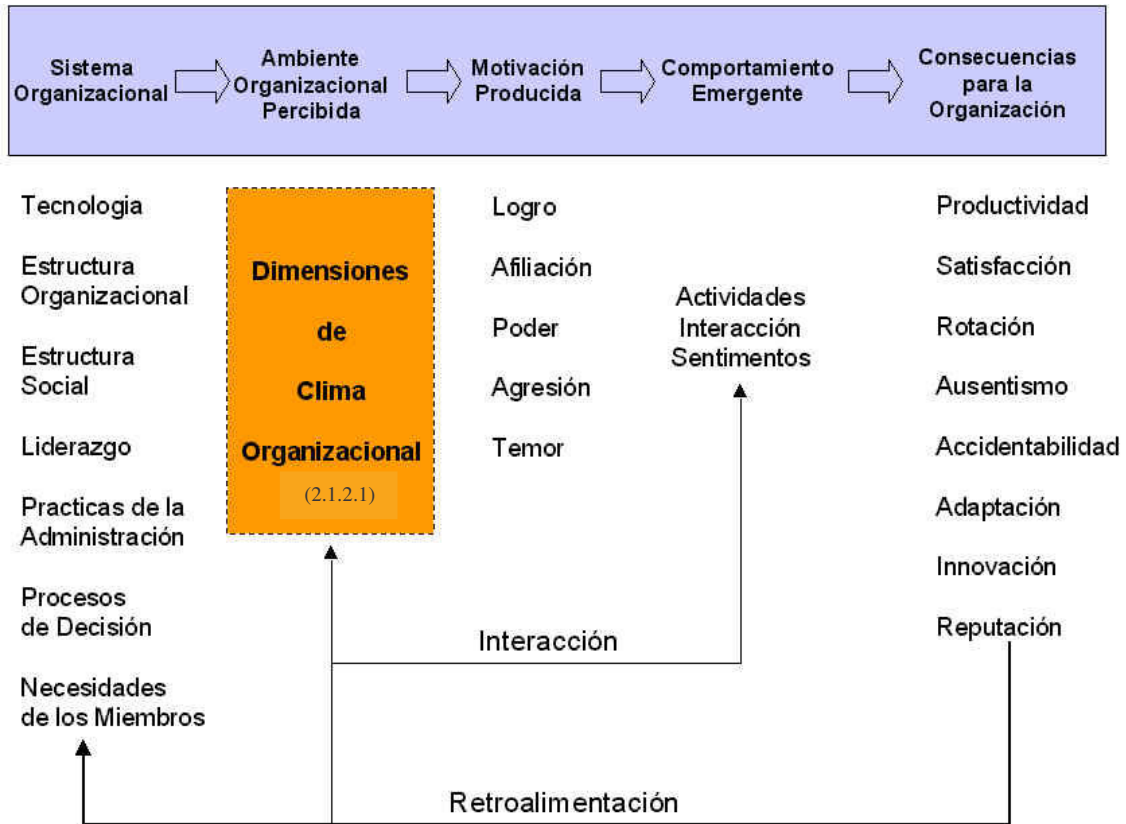 Sistema
Organizacional
Ambiente
Organizacional
Percibida
Motivación
Producida
Comportamiento
Emergente
Consecuencias
para la
Organización
Tecnologia
Estructura
Organizacional
Estructura
Social
Liderazgo
Practicas de la
Administración
Procesos
de Decisión
Necesidades
de los Miembros
Dimensiones
de
Clima
Organizacional
(2.1.2.1)
Logro
Afiliación
Poder
Agresión
Temor
Actividades
Interacción
Sentimentos
Productividad
Satisfacción
Rotación
Ausentismo
Accidentabilidad
Adaptación
Innovación
Reputación
Interacción
Retroalimentación